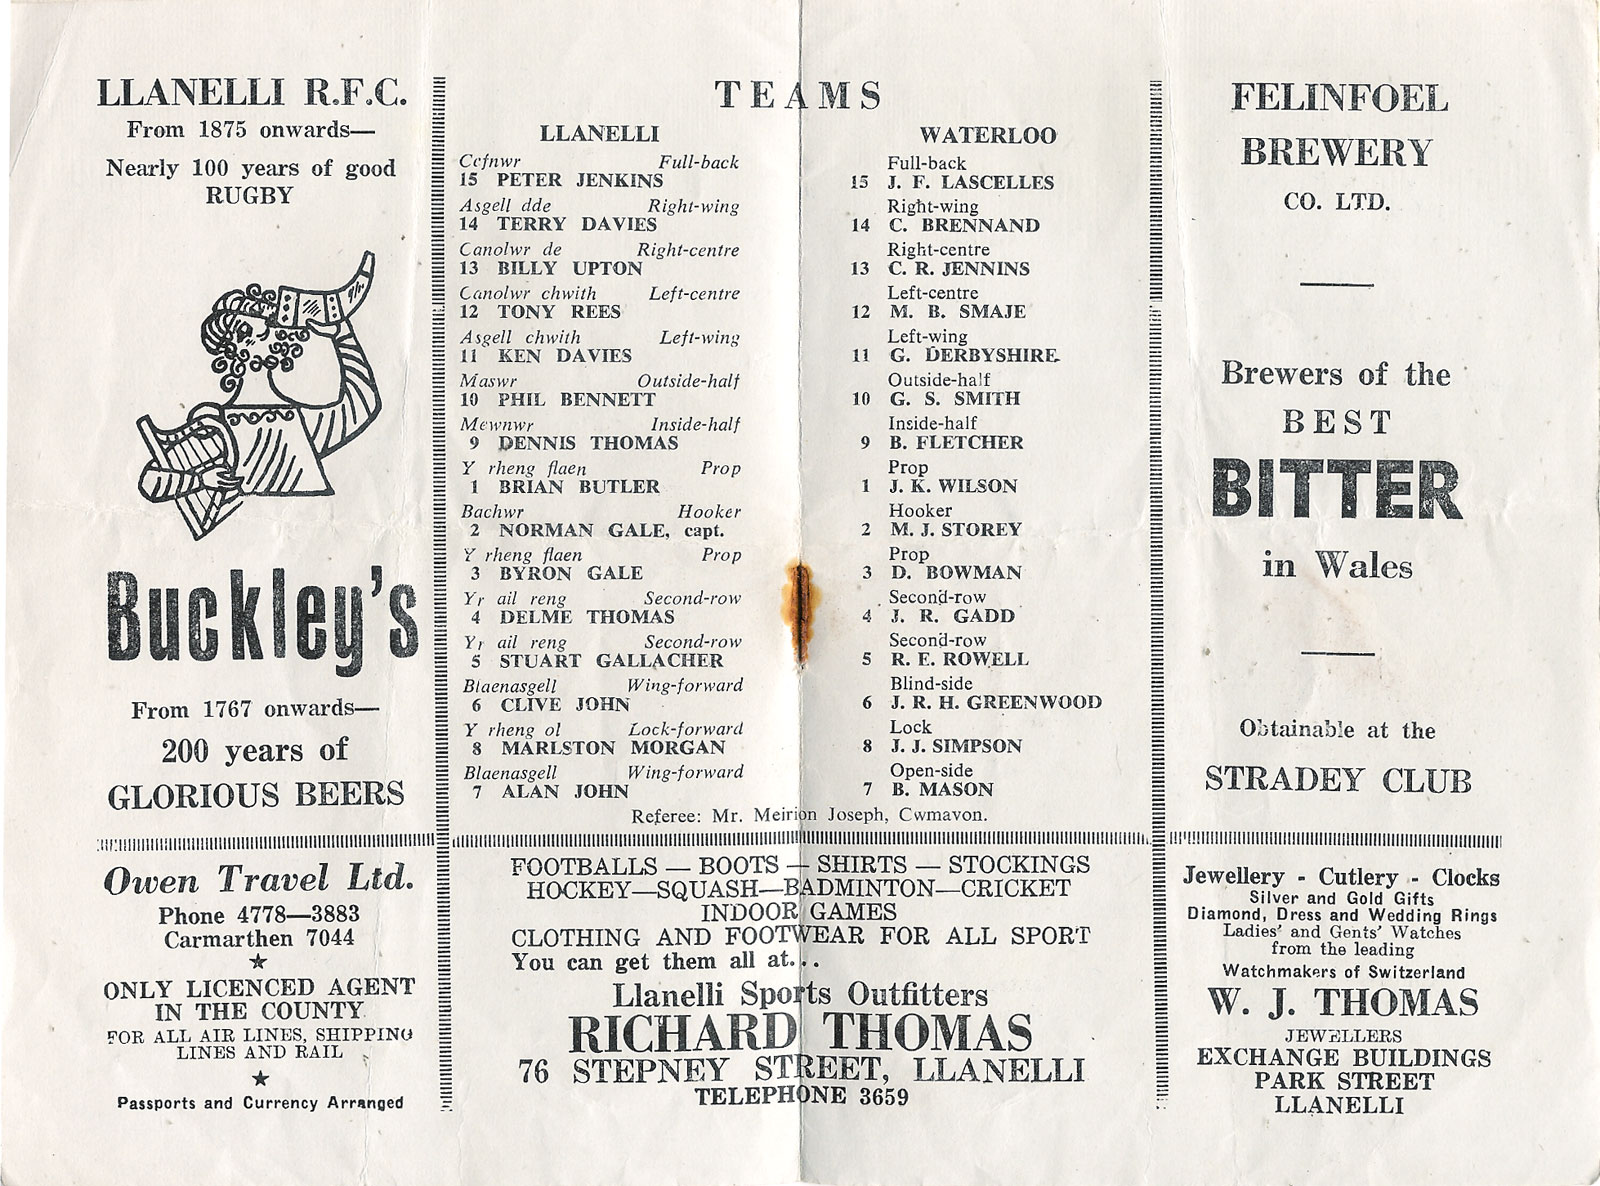 LLANELLI R.F.C.
From 1875 onwards—
Nearly 100 years of good
RUGBY
Buckley's
From 1767 onwards—
200 years of
GLORIOUS BEERS
TEAMS
LLANELLI
Cefnwr Full-back
15 PETER JENKINS
Asgell dde Right-wing
14 TERRY DAVIES
Canolwr de Right-centre
13 BILLY UPTON
Canolwr chwith Left-centre
12 TONY REES
Asgell chwith Left-wing
11 KEN DAVIES
Maswr Outside-half
10 PHIL BENNETT
Mewnwr Inside-half
9 DENNIS THOMAS
Y rheng flaen Prop
1 BRIAN BUTLER
Bachwr Hooker
2 NORMAN GALE, capt.
Y rheng flaen Prop
3 BYRON GALE
Yr ail reng Second-row
4 DELME THOMAS
Yr ail reng Second-row
5 STUART GALLACHER
Blaenasgell Wing-forward
6 CLIVE JOHN
Y rheng ol Lock-forward
8 MARLSTON MORGAN
Blaenasgell Wing-forward
7 ALAN JOHN
WATERLOO
Full-back
15 J. F. LASCELLES
Right-wing
14 C. BRENNAND
Right-centre
13 C. R. JENNINS
Left-centre
12 M. B. SMAJE
Left-wing
11 G. DERBYSHIRE
Outside-half
10 G. S. SMITH
Inside-half
9 B. FLETCHER
Prop
1 J. K. WILSON
Hooker
2 M. J. STOREY
Prop
3 D. BOWMAN
Second-row
4 J. R. GADD
Second-row
5 R. E. ROWELL
Blind-side
6 J. R. H. GREENWOOD
Lock
8 J. J. SIMPSON
Open-side
7 B. MASON
Referee: Mr. Meirion Joseph, Cwmavon.
FELINFOEL
BREWERY
CO. LTD.
Brewers of the
BEST
BITTER
in Wales
Obtainable at the
STRADEY CLUB
Owen Travel Ltd.
Phone 4778—3883
Carmarthen 7044
★
ONLY LICENCED AGENT
IN THE COUNTY
FOR ALL AIR LINES, SHIPPING
LINES AND RAIL
★
Passports and Currency Arranged
FOOTBALLS — BOOTS — SHIRTS — STOCKINGS
HOCKEY—SQUASH—BADMINTON—CRICKET
INDOOR GAMES
CLOTHING AND FOOTWEAR FOR ALL SPORT
You can get them all at...
Llanelli Sports Outfitters
RICHARD THOMAS
76 STEPNEY STREET, LLANELLI
TELEPHONE 3659
Jewellery - Cutlery - Clocks
Silver and Gold Gifts
Diamond, Dress and Wedding Rings
Ladies' and Gents' Watches
from the leading
Watchmakers of Switzerland
W. J. THOMAS
JEWELLERS
EXCHANGE BUILDINGS
PARK STREET
LLANELLI